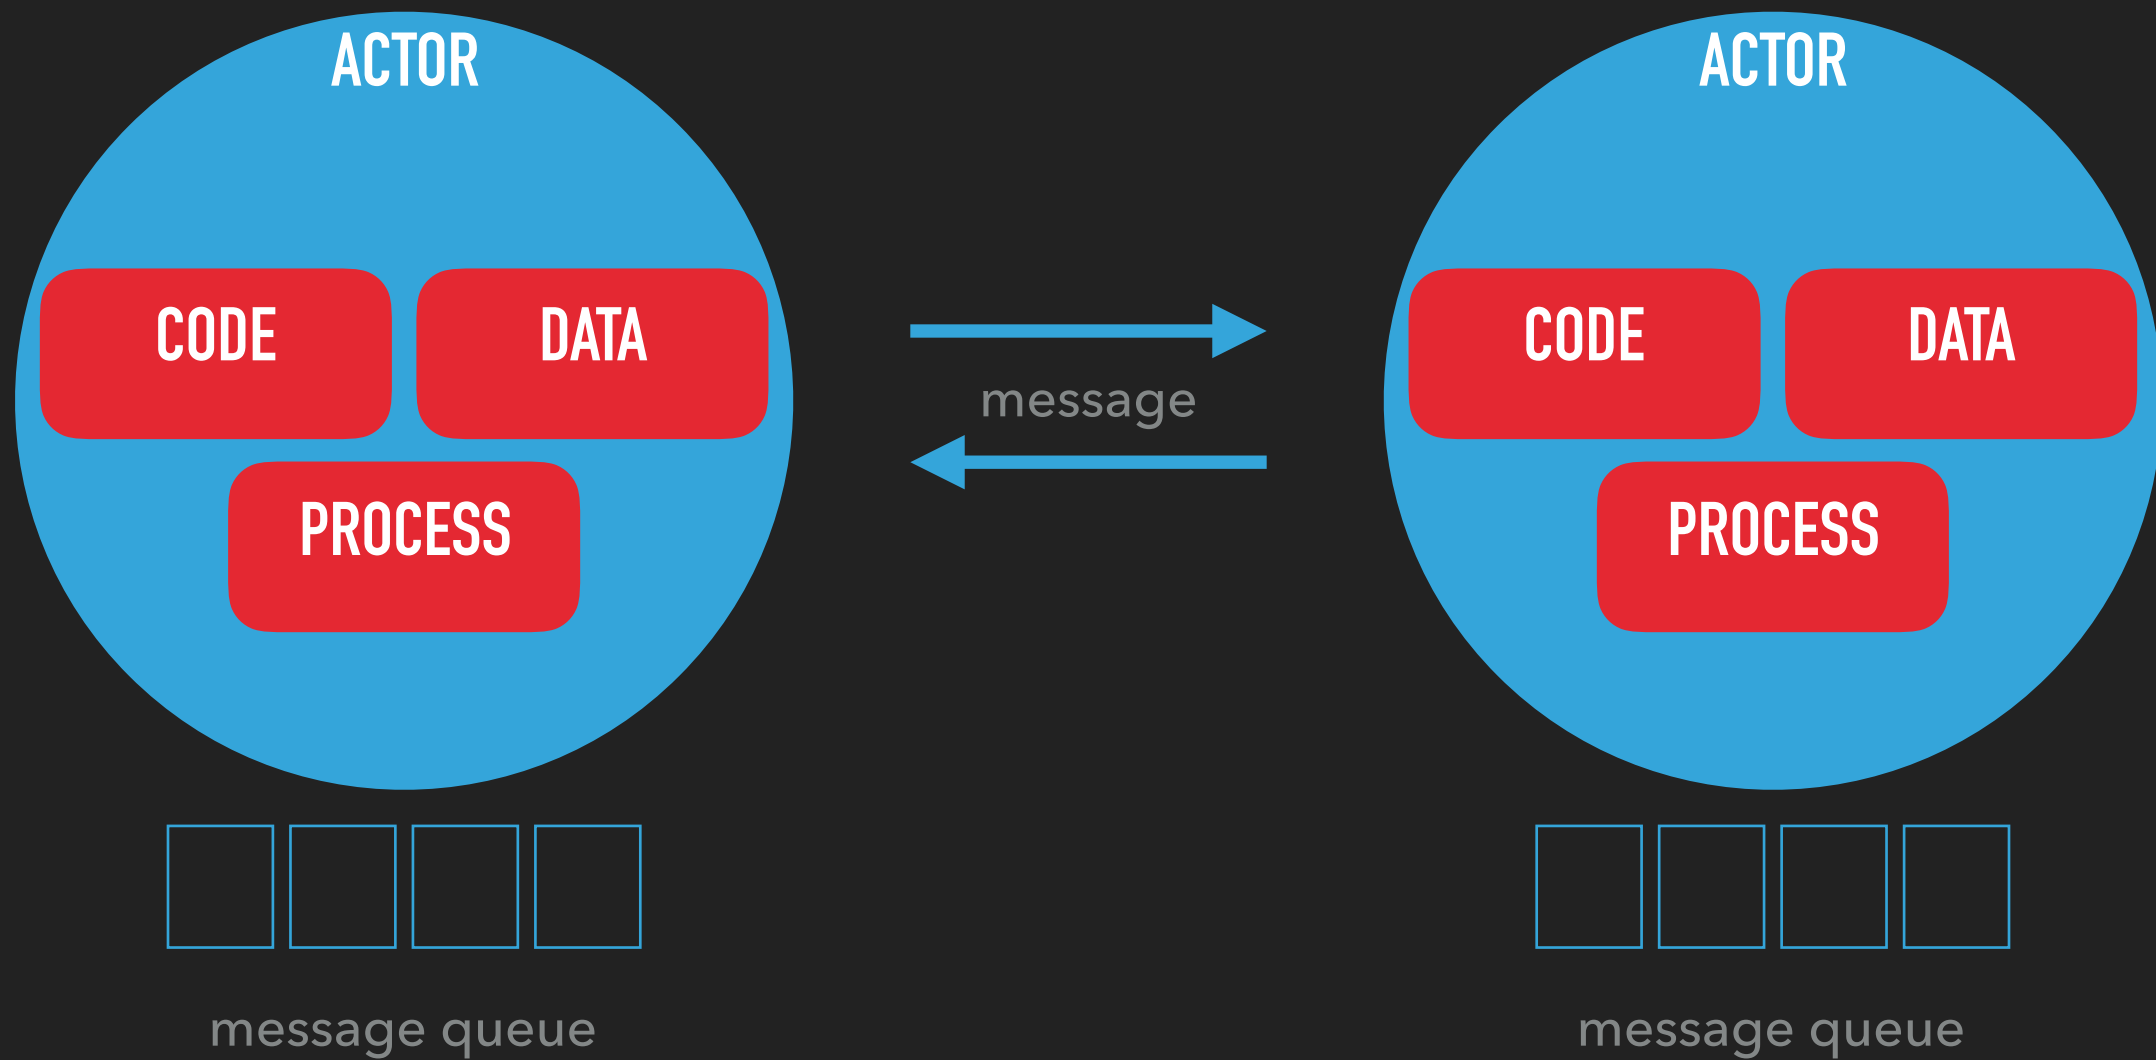 ACTOR
CODE
DATA
PROCESS
message queue
message
ACTOR
CODE
DATA
PROCESS
message queue